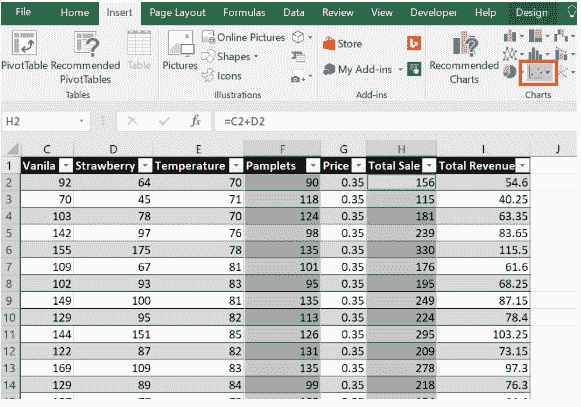 File Home Insert Page Layout Formulas Data Review View Developer Help Design
Online Pictures
Store
Shapes
PivotTable Recommended Table Pictures
My Add-ins
Recommended
PivotTables
Icons
Charts
Tables Illustrations Add-ins Charts
H2 fx =C2+D2
C D E F G H I J
1 Vanila Strawberry Temperature Pamplets Price Total Sale Total Revenue
2 92 64 70 90 0.35 156 54.6
3 70 45 71 118 0.35 115 40.25
4 103 78 70 124 0.35 181 63.35
5 142 97 76 98 0.35 239 83.65
6 155 175 78 135 0.35 330 115.5
7 109 67 81 101 0.35 176 61.6
8 102 93 83 95 0.35 195 68.25
9 149 100 81 135 0.35 249 87.15
10 129 95 82 113 0.35 224 78.4
11 144 151 85 126 0.35 295 103.25
12 122 87 82 131 0.35 209 73.15
13 169 109 83 135 0.35 278 97.3
14 129 89 84 99 0.35 218 76.3